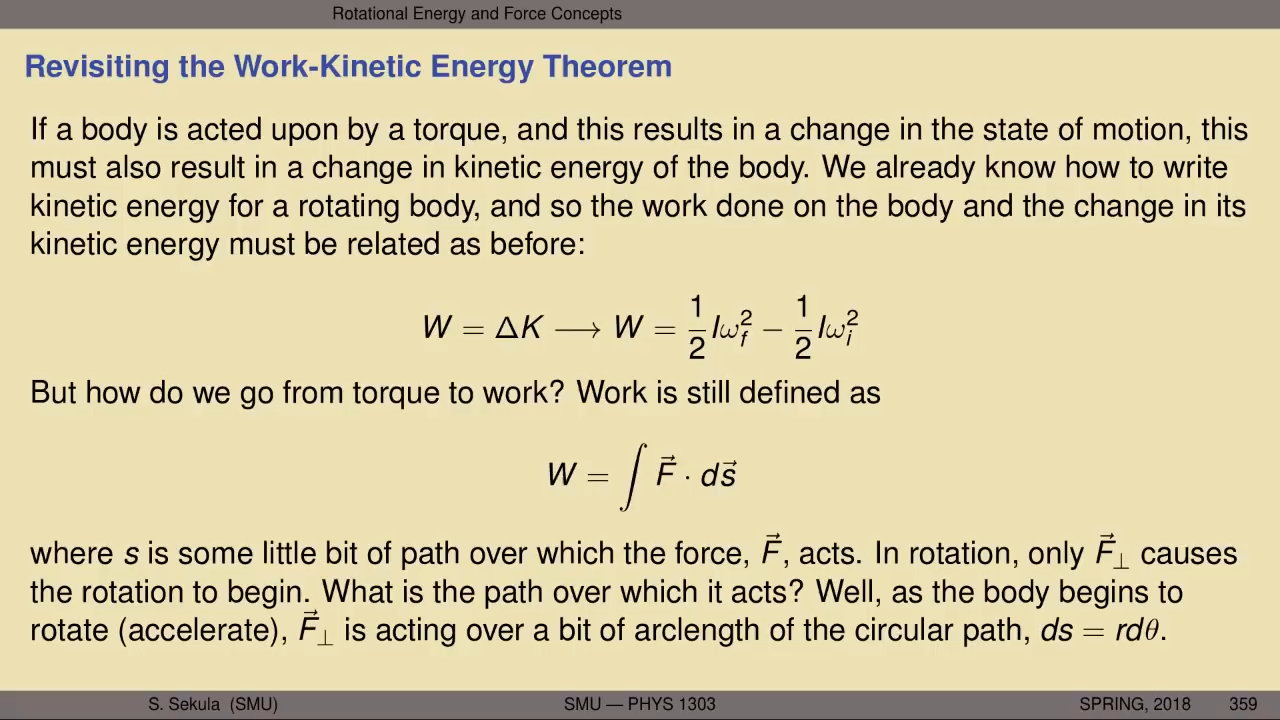 Rotational Energy and Force Concepts
Revisiting the Work-Kinetic Energy Theorem
If a body is acted upon by a torque, and this results in a change in the state of motion, this
must also result in a change in kinetic energy of the body. We already know how to write
kinetic energy for a rotating body, and so the work done on the body and the change in its
kinetic energy must be related as before:
W = ΔK ⟶ W = \frac{1}{2}Iω_f^2 − \frac{1}{2}Iω_i^2
But how do we go from torque to work? Work is still defined as
W = ∫ \vec{F} · d\vec{s}
where s is some little bit of path over which the force, \vec{F}, acts. In rotation, only \vec{F}_⊥ causes
the rotation to begin. What is the path over which it acts? Well, as the body begins to
rotate (accelerate), \vec{F}_⊥ is acting over a bit of arclength of the circular path, ds = rdθ.
S. Sekula (SMU) SMU — PHYS 1303 SPRING, 2018 359